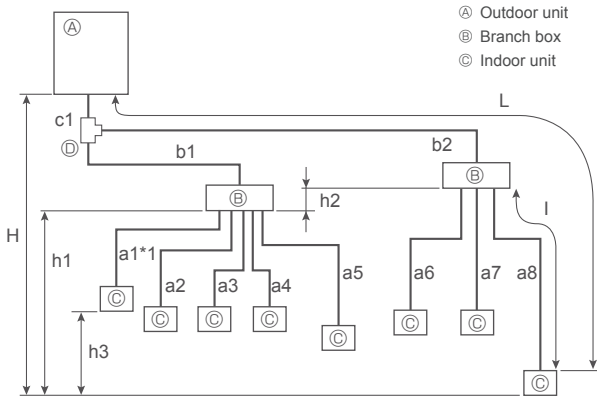 Ⓐ
Ⓐ Outdoor unit
Ⓑ Branch box
Ⓒ Indoor unit
L
c1
Ⓓ
b1
b2
Ⓑ
Ⓑ
h2
I
H
h1
a1*1
a2
a3
a4
a5
a6
a7
a8
Ⓒ
Ⓒ
Ⓒ
Ⓒ
Ⓒ
Ⓒ
Ⓒ
h3
Ⓒ